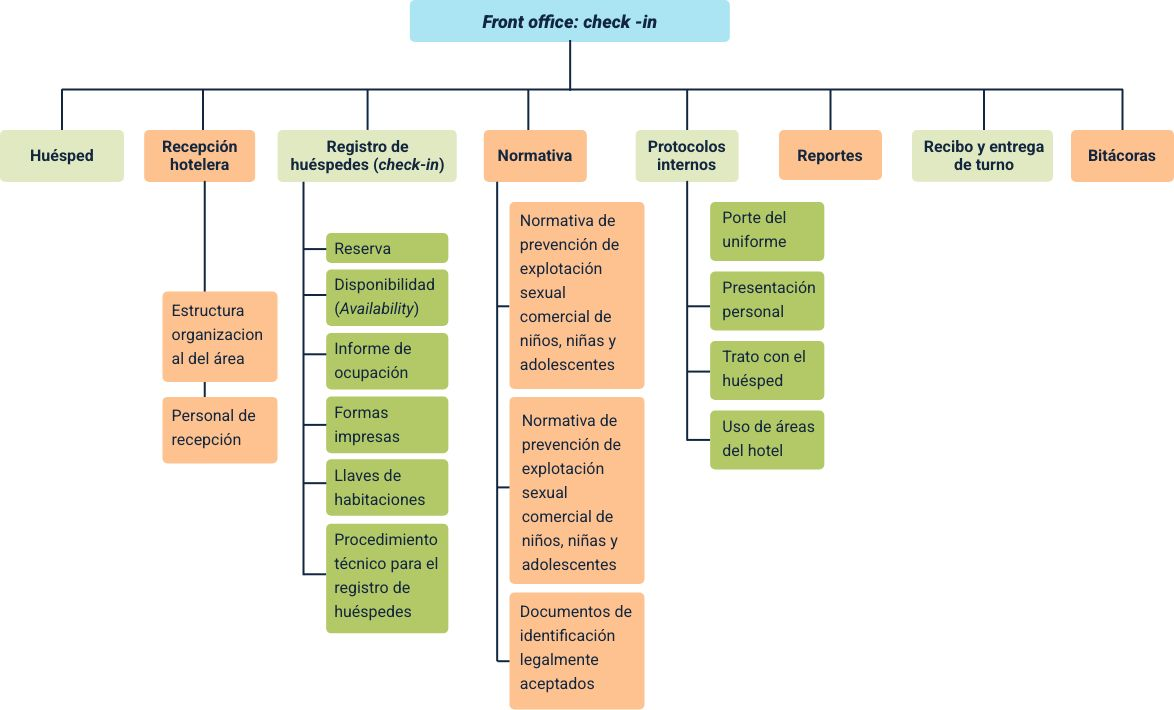 Front office: check -in
Huésped
Recepción
hotelera
Registro de
huéspedes (check-in)
Normativa
Protocolos
internos
Reportes
Recibo y entrega
de turno
Bitácoras
Estructura
organizacion
al del área
Personal de
recepción
Reserva
Disponibilidad
(Availability)
Informe de
ocupación
Formas
impresas
Llaves de
habitaciones
Procedimiento
técnico para el
registro de
huéspedes
Normativa de
prevención de
explotación
sexual
comercial de
niños, niñas y
adolescentes
Normativa de
prevención de
explotación
sexual
comercial de
niños, niñas y
adolescentes
Documentos de
identificación
legalmente
aceptados
Porte del
uniforme
Presentación
personal
Trato con el
huésped
Uso de áreas
del hotel